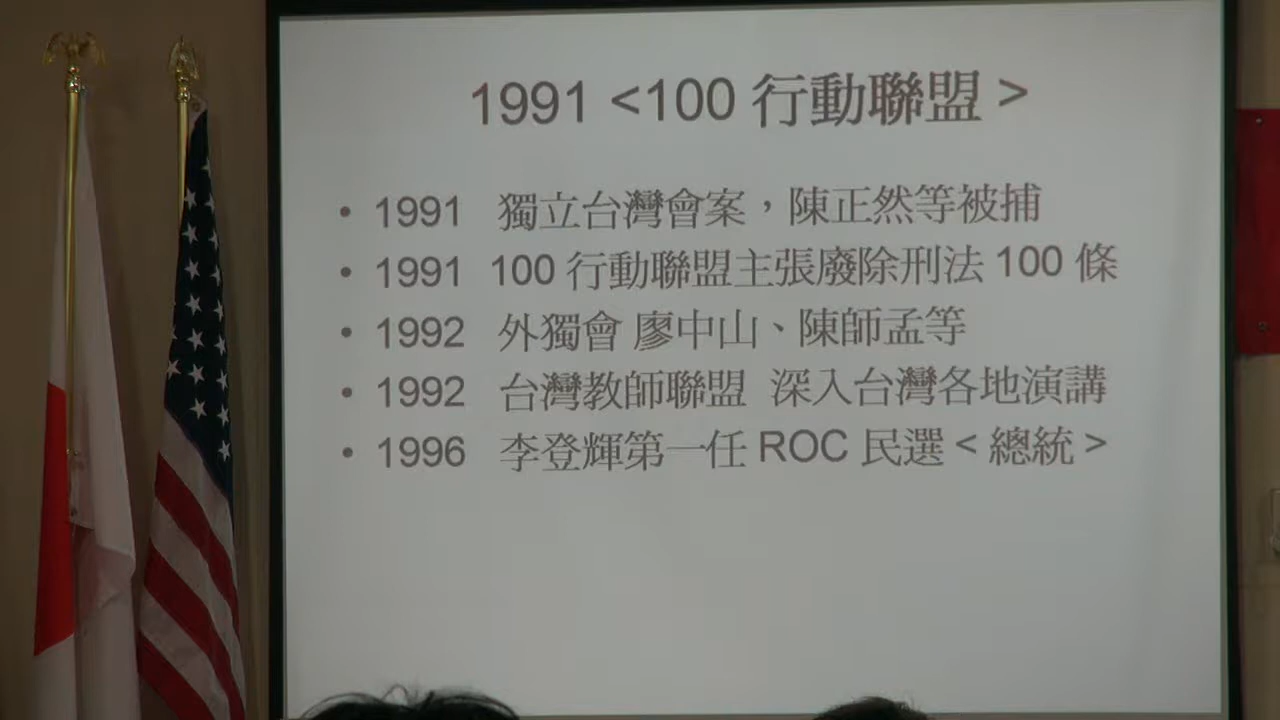 1991 <100 行動聯盟 >
• 1991 獨立台灣會案，陳正然等被捕
• 1991 100 行動聯盟主張廢除刑法 100 條
• 1992 外獨會 廖中山、陳師孟等
• 1992 台灣教師聯盟 深入台灣各地演講
• 1996 李登輝第一任 ROC 民選 < 總統 >